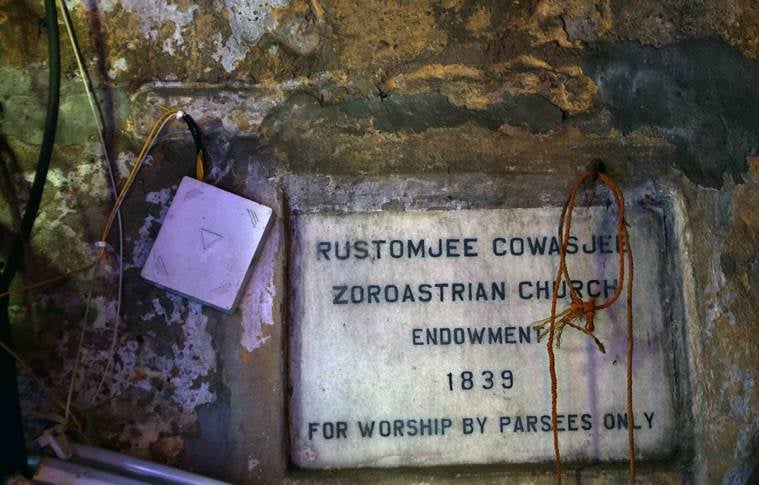 RUSTOMJEE COWASJEE
ZOROASTRIAN CHURCH
ENDOWMENT
1839
FOR WORSHIP BY PARSEES ONLY